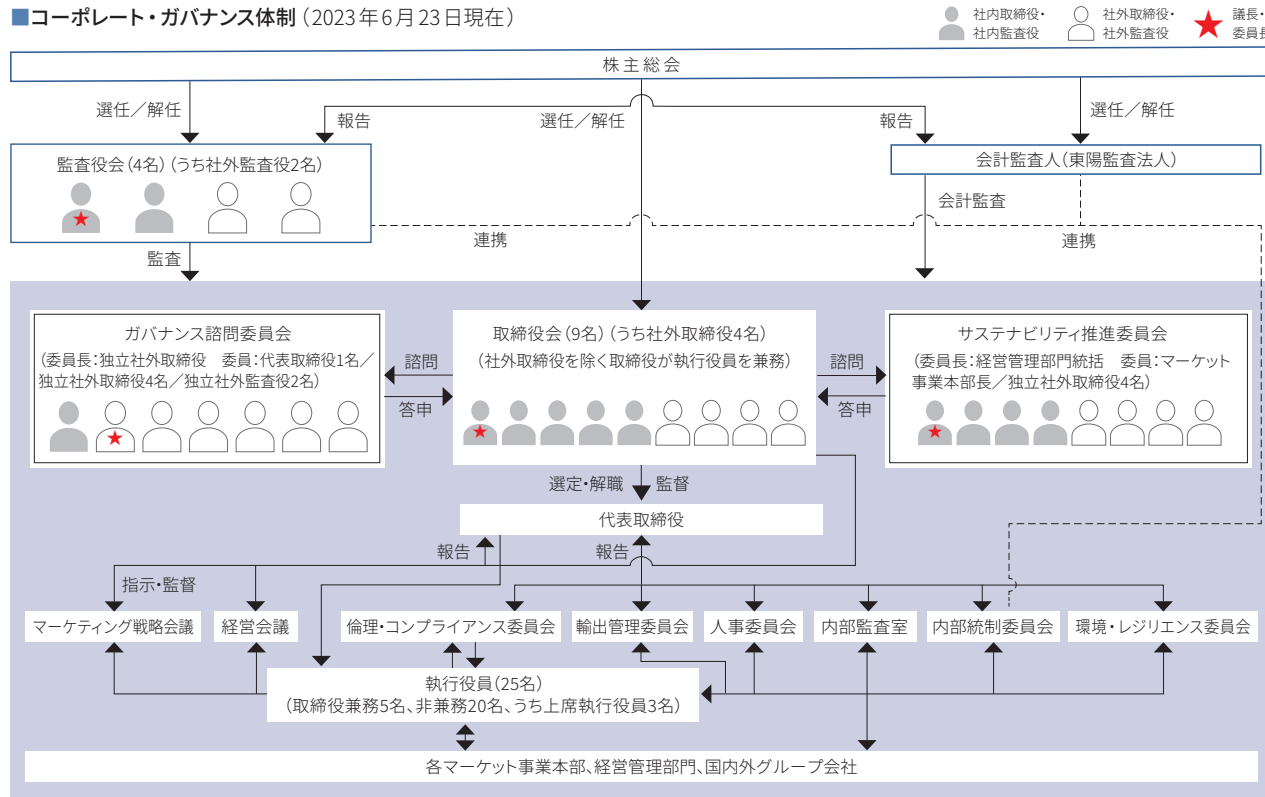 ■コーポレート・ガバナンス体制(2023年6月23日現在)
社内取締役・
社内監査役
社外取締役・
社外監査役
議長・
委員長
株主総会
選任／解任
報告
選任／解任
報告
選任／解任
監査役会(4名)(うち社外監査役2名)
会計監査人(東陽監査法人)
会計監査
連携
連携
監査
ガバナンス諮問委員会
(委員長:独立社外取締役　委員:代表取締役1名／
独立社外取締役4名／独立社外監査役2名)
諮問
答申
取締役会(9名)(うち社外取締役4名)
(社外取締役を除く取締役が執行役員を兼務)
諮問
答申
サステナビリティ推進委員会
(委員長:経営管理部門統括　委員:マーケット
事業本部長／独立社外取締役4名)
選定・解職
監督
代表取締役
報告
報告
指示・監督
マーケティング戦略会議
経営会議
倫理・コンプライアンス委員会
輸出管理委員会
人事委員会
内部監査室
内部統制委員会
環境・レジリエンス委員会
執行役員(25名)
(取締役兼務5名、非兼務20名、うち上席執行役員3名)
各マーケット事業本部、経営管理部門、国内外グループ会社